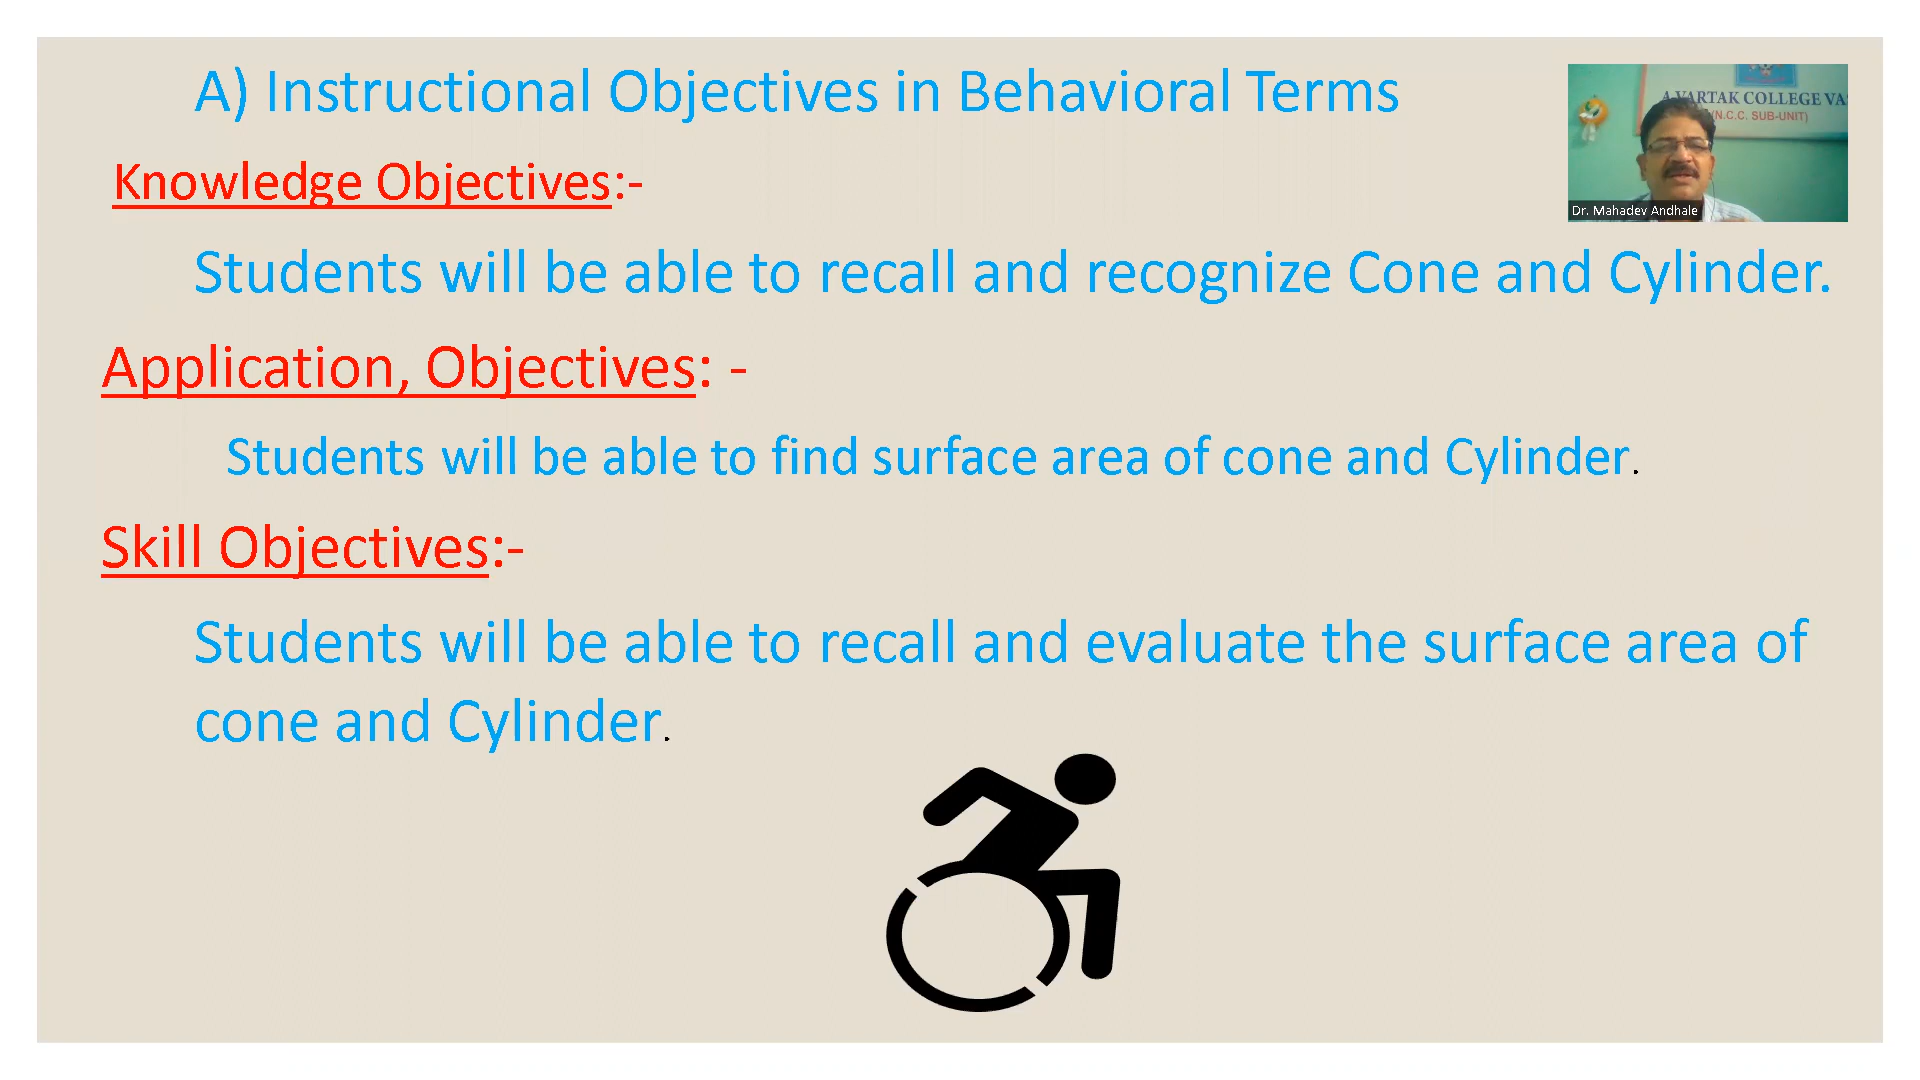 A) Instructional Objectives in Behavioral Terms
Knowledge Objectives:-
Students will be able to recall and recognize Cone and Cylinder.
Application, Objectives: -
Students will be able to find surface area of cone and Cylinder.
Skill Objectives:-
Students will be able to recall and evaluate the surface area of
cone and Cylinder.
VARTAK COLLEGE VA
(N.C.C. SUB-UNIT)
Dr. Mahadev Andhale